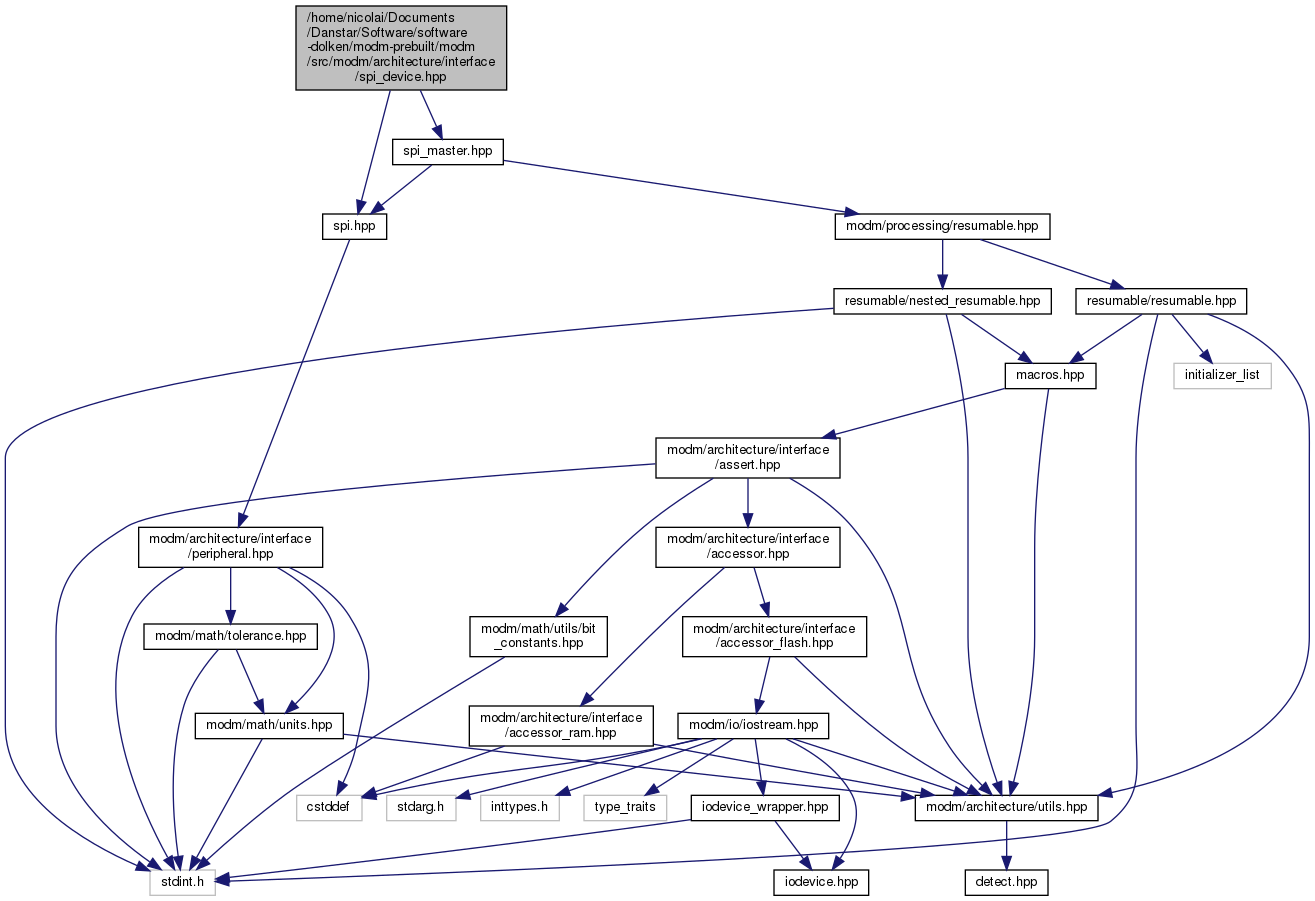 /home/nicolai/Documents
/Danstar/Software/software
-dolken/modm-prebuilt/modm
/src/modm/architecture/interface
/spi_device.hpp
spi_master.hpp
spi.hpp
modm/processing/resumable.hpp
resumable/nested_resumable.hpp
resumable/resumable.hpp
macros.hpp
initializer_list
modm/architecture/interface
/assert.hpp
modm/architecture/interface
/peripheral.hpp
modm/architecture/interface
/accessor.hpp
modm/math/tolerance.hpp
modm/math/utils/bit
_constants.hpp
modm/architecture/interface
/accessor_flash.hpp
modm/math/units.hpp
modm/architecture/interface
/accessor_ram.hpp
modm/io/iostream.hpp
cstddef
stdarg.h
inttypes.h
type_traits
iodevice_wrapper.hpp
modm/architecture/utils.hpp
stdint.h
iodevice.hpp
detect.hpp